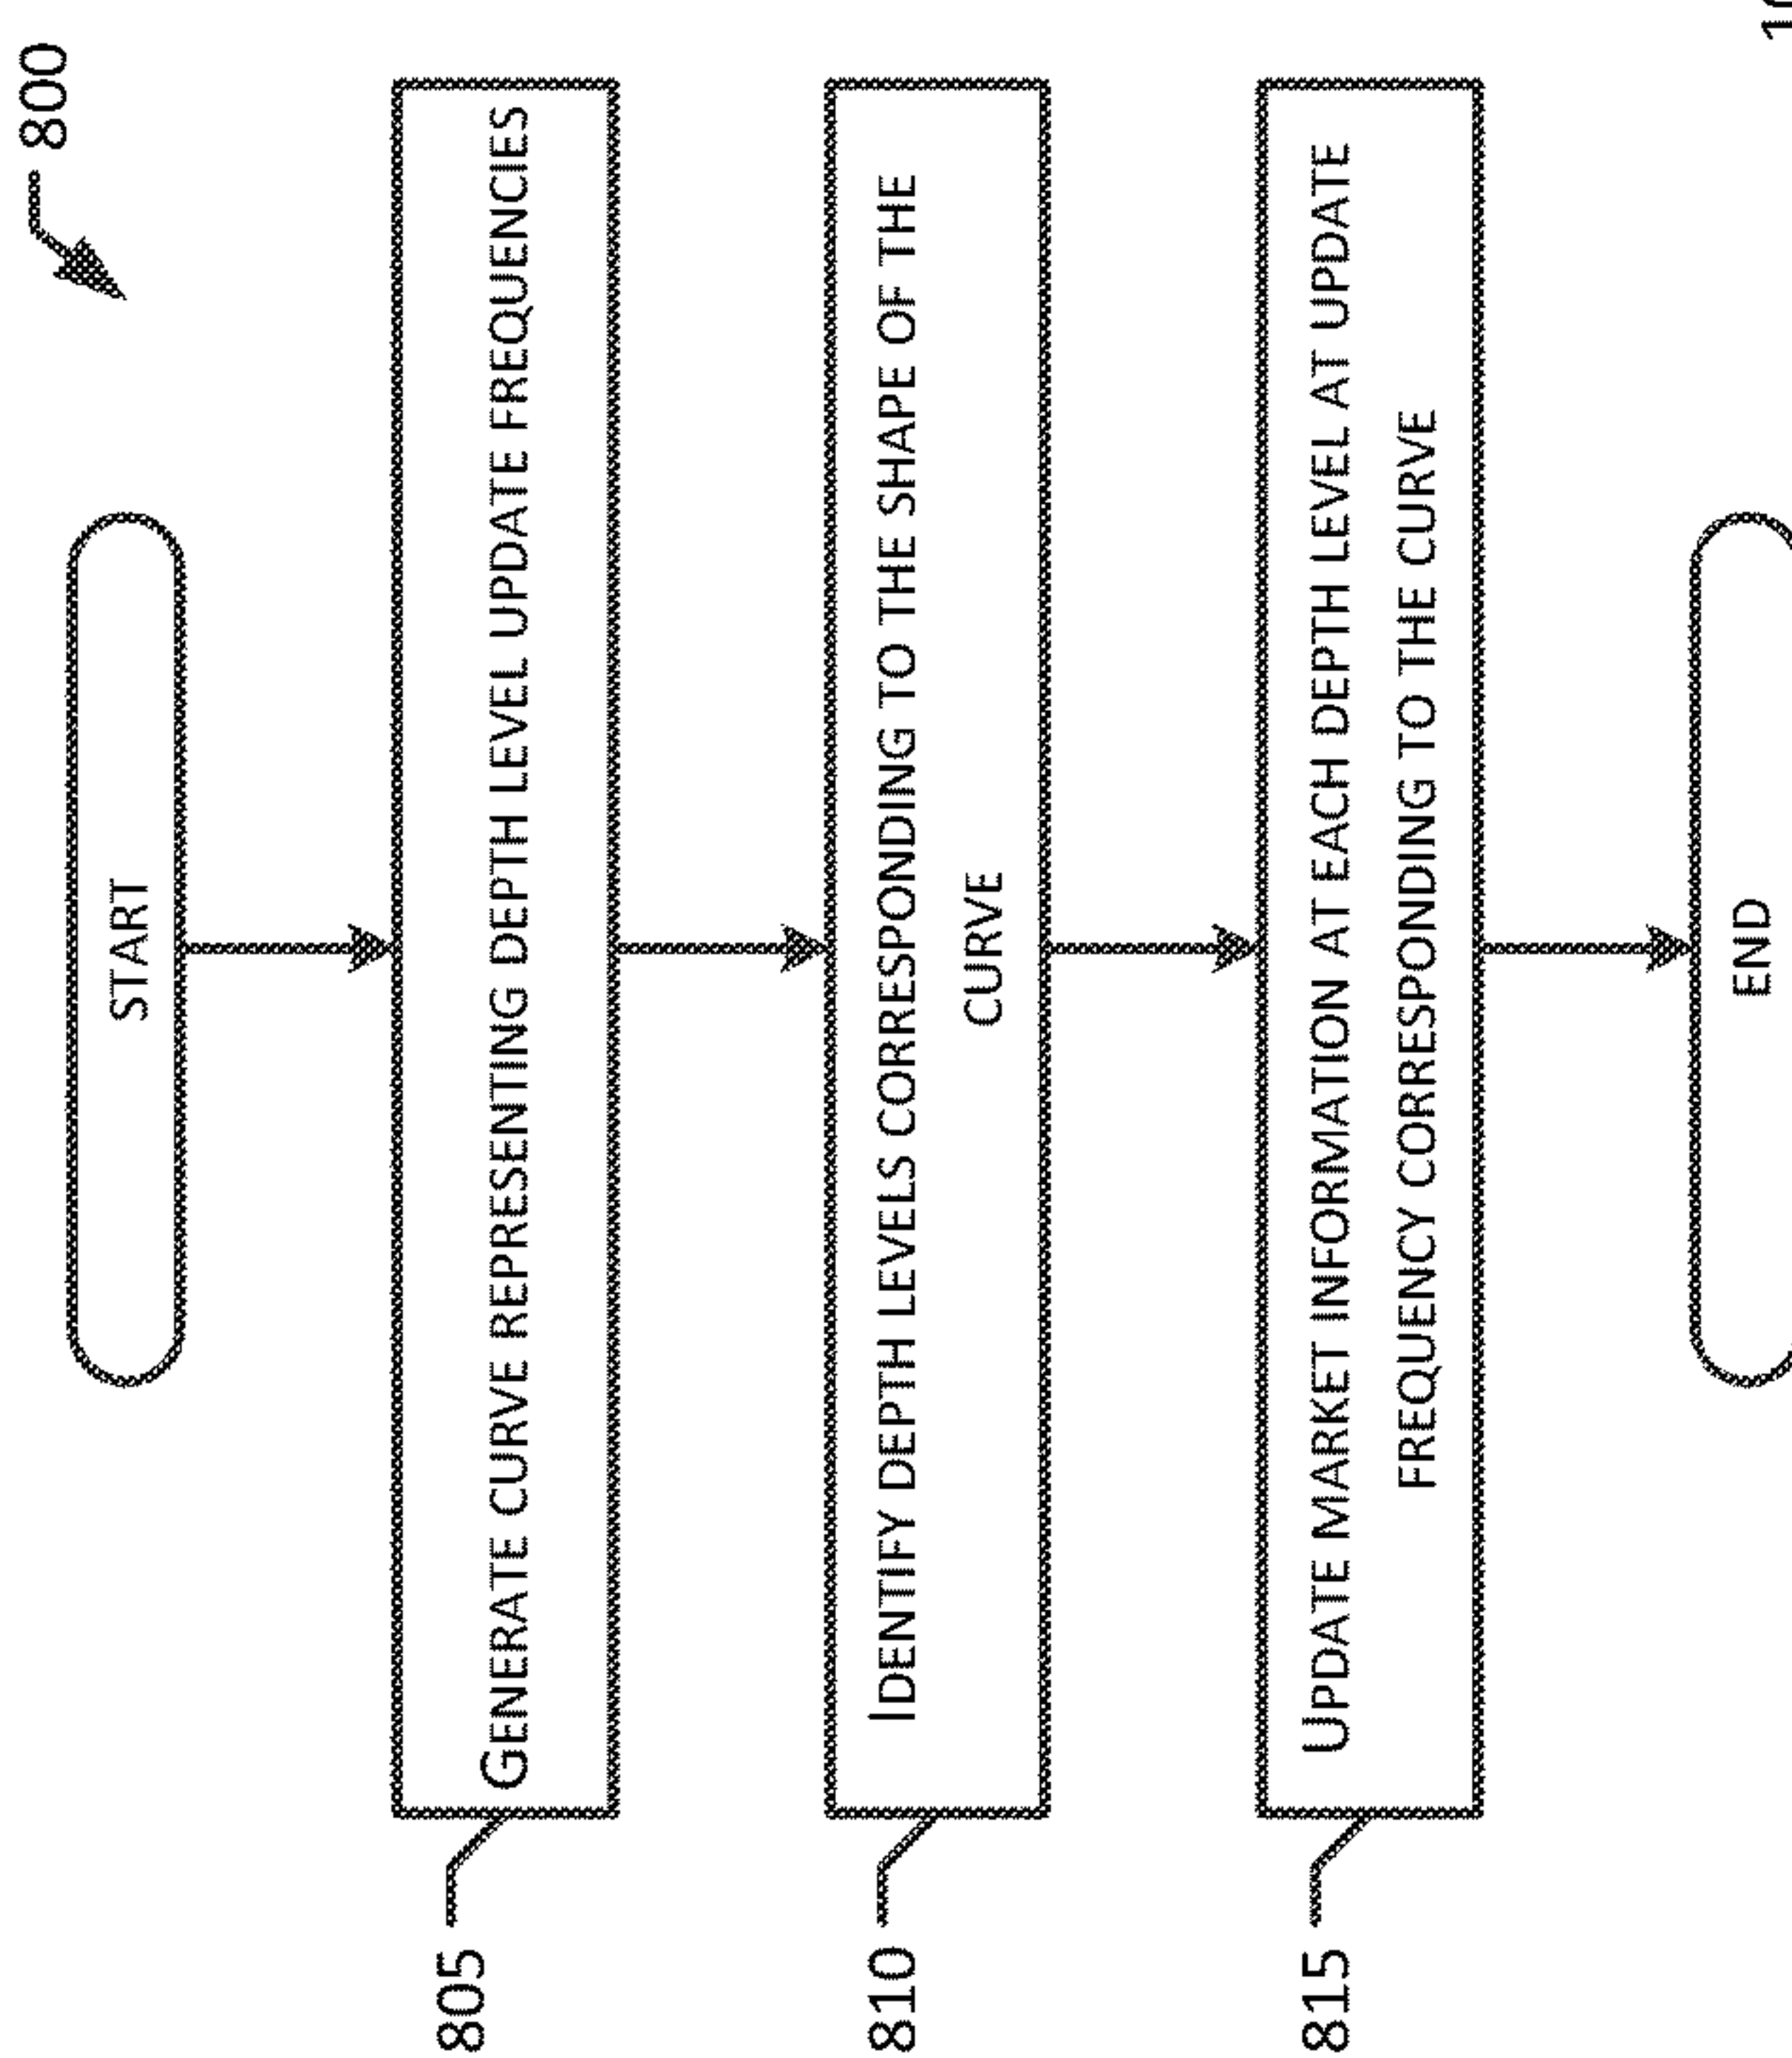 800
START
805
GENERATE CURVE REPRESENTING DEPTH LEVEL UPDATE FREQUENCIES
810
IDENTIFY DEPTH LEVELS CORRESPONDING TO THE SHAPE OF THE
CURVE
815
UPDATE MARKET INFORMATION AT EACH DEPTH LEVEL AT UPDATE
FREQUENCY CORRESPONDING TO THE CURVE
END